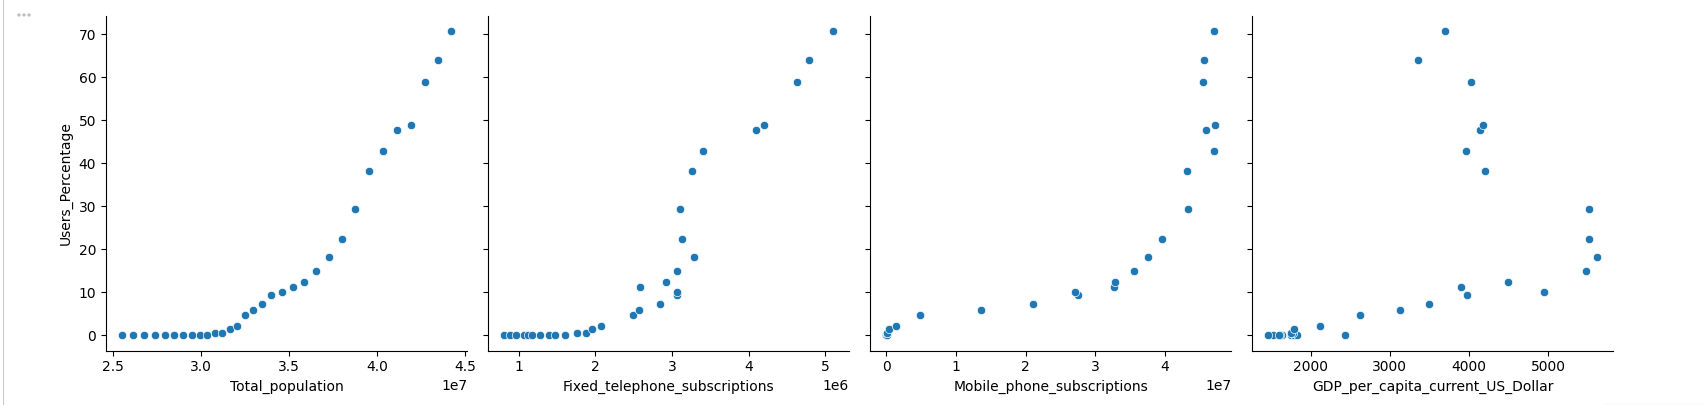 70
60
50
40
30
20
10
0
Users_Percentage
2.5 3.0 3.5 4.0 4.5
1e7
Total_population
1 2 3 4 5
1e6
Fixed_telephone_subscriptions
0 1 2 3 4
1e7
Mobile_phone_subscriptions
2000 3000 4000 5000
GDP_per_capita_current_US_Dollar